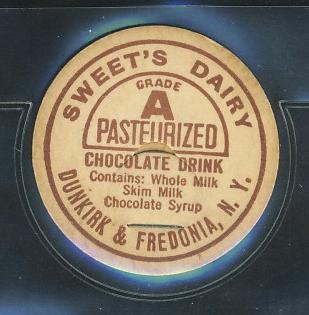 SWEET'S DAIRY
GRADE
A
PASTEURIZED
CHOCOLATE DRINK
Contains: Whole Milk
Skim Milk
Chocolate Syrup
DUNKIRK & FREDONIA, N. Y.